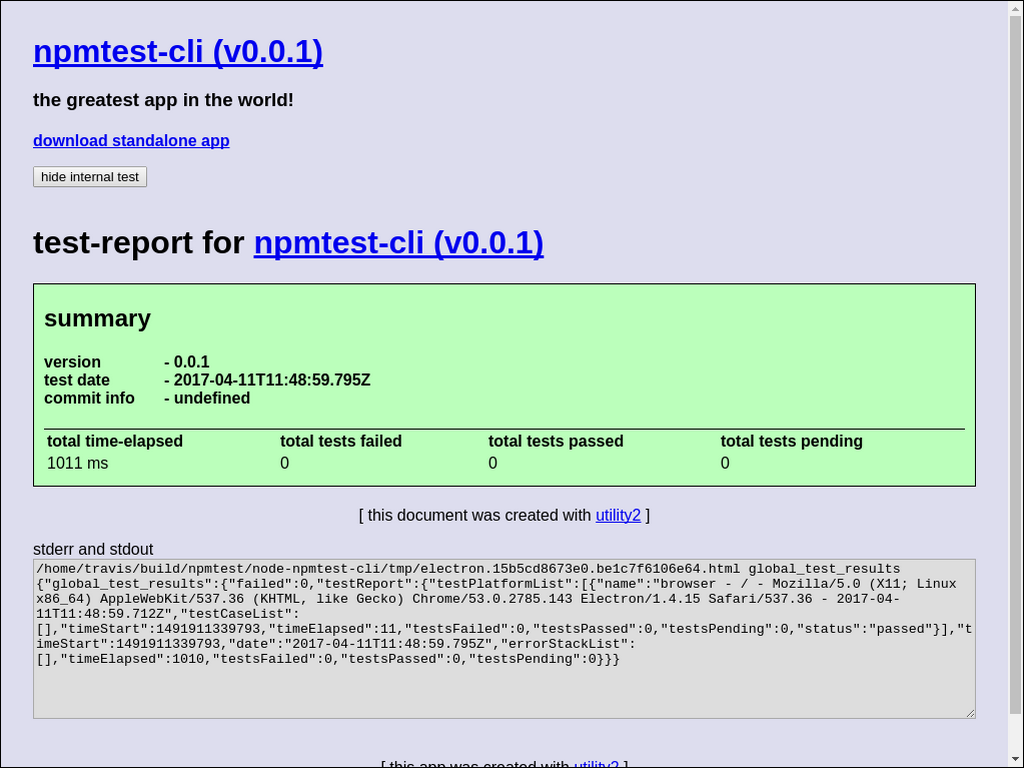 npmtest-cli (v0.0.1)
the greatest app in the world!
download standalone app
hide internal test
test-report for npmtest-cli (v0.0.1)
summary
version - 0.0.1
test date - 2017-04-11T11:48:59.795Z
commit info - undefined
total time-elapsed total tests failed total tests passed total tests pending
1011 ms 0 0 0
[ this document was created with utility2 ]
stderr and stdout
/home/travis/build/npmtest/node-npmtest-cli/tmp/electron.15b5cd8673e0.be1c7f6106e64.html global_test_results
{"global_test_results":{"failed":0,"testReport":{"testPlatformList":[{"name":"browser - / - Mozilla/5.0 (X11; Linux
x86_64) AppleWebKit/537.36 (KHTML, like Gecko) Chrome/53.0.2785.143 Electron/1.4.15 Safari/537.36 - 2017-04-
11T11:48:59.712Z","testCaseList":
[],"timeStart":1491911339793,"timeElapsed":11,"testsFailed":0,"testsPassed":0,"testsPending":0,"status":"passed"}],"t
imeStart":1491911339793,"date":"2017-04-11T11:48:59.795Z","errorStackList":
[],"timeElapsed":1010,"testsFailed":0,"testsPassed":0,"testsPending":0}}}
[ this app was created with utility2 ]